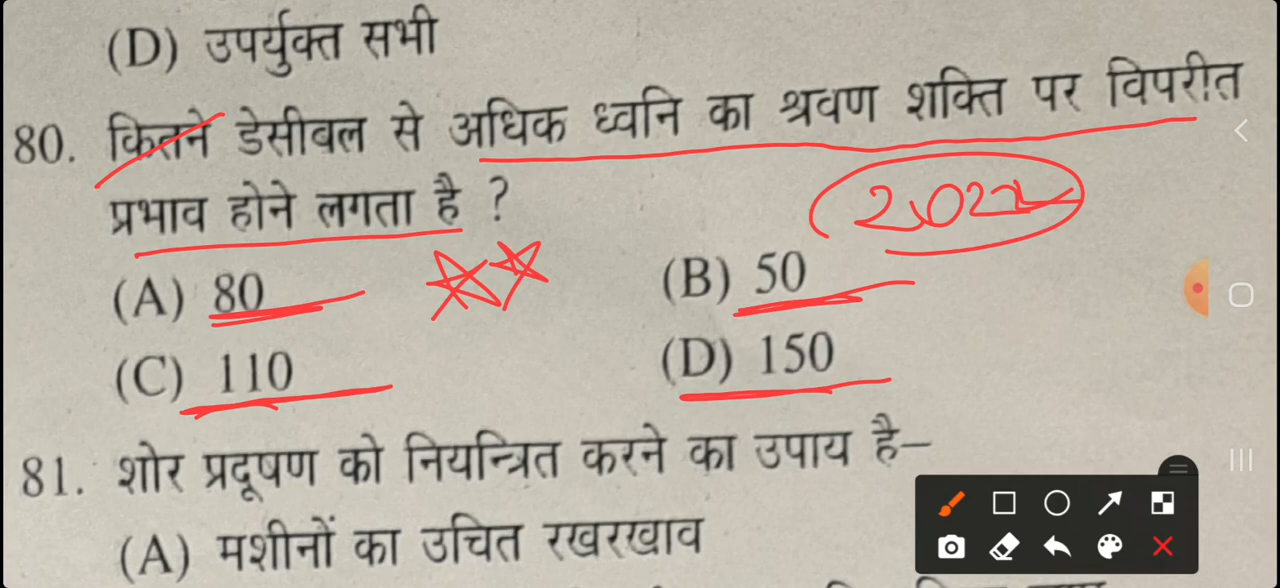 (D) उपर्युक्त सभी
80. कितने डेसीबल से अधिक ध्वनि का श्रवण शक्ति पर विपरीत
प्रभाव होने लगता है ?
2022
(A) 80
(B) 50
(C) 110
(D) 150
81. शोर प्रदूषण को नियन्त्रित करने का उपाय है–
(A) मशीनों का उचित रखरखाव